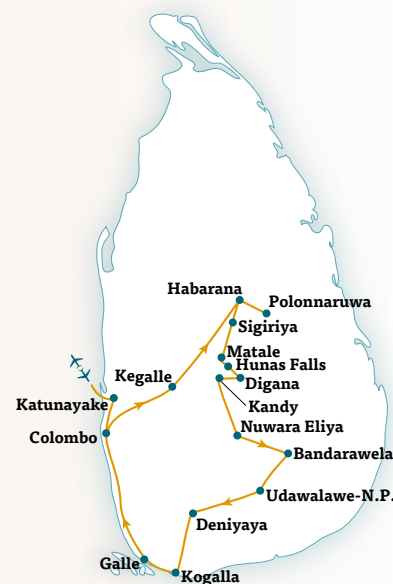 Habarana
Polonnaruwa
Sigiriya
Matale
Hunas Falls
Kegalle
Digana
Katunayake
Kandy
Nuwara Eliya
Colombo
Bandarawela
Udawalawe-N.P.
Deniyaya
Galle
Kogalla